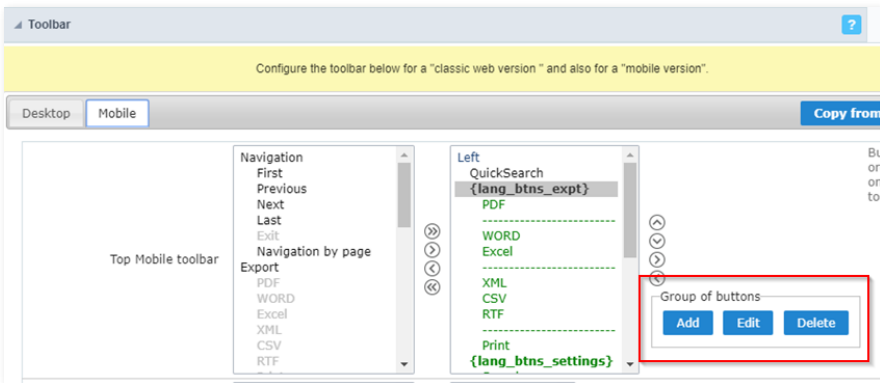 Toolbar
?
Configure the toolbar below for a "classic web version " and also for a "mobile version".
Desktop
Mobile
Copy from
Top Mobile toolbar
Navigation
First
Previous
Next
Last
Exit
Navigation by page
Export
PDF
WORD
Excel
XML
CSV
RTF
Left
QuickSearch
{lang_btns_expt}
PDF
-------------------------
WORD
Excel
-------------------------
XML
CSV
RTF
-------------------------
Print
{lang_btns_settings}
Group of buttons
Add
Edit
Delete